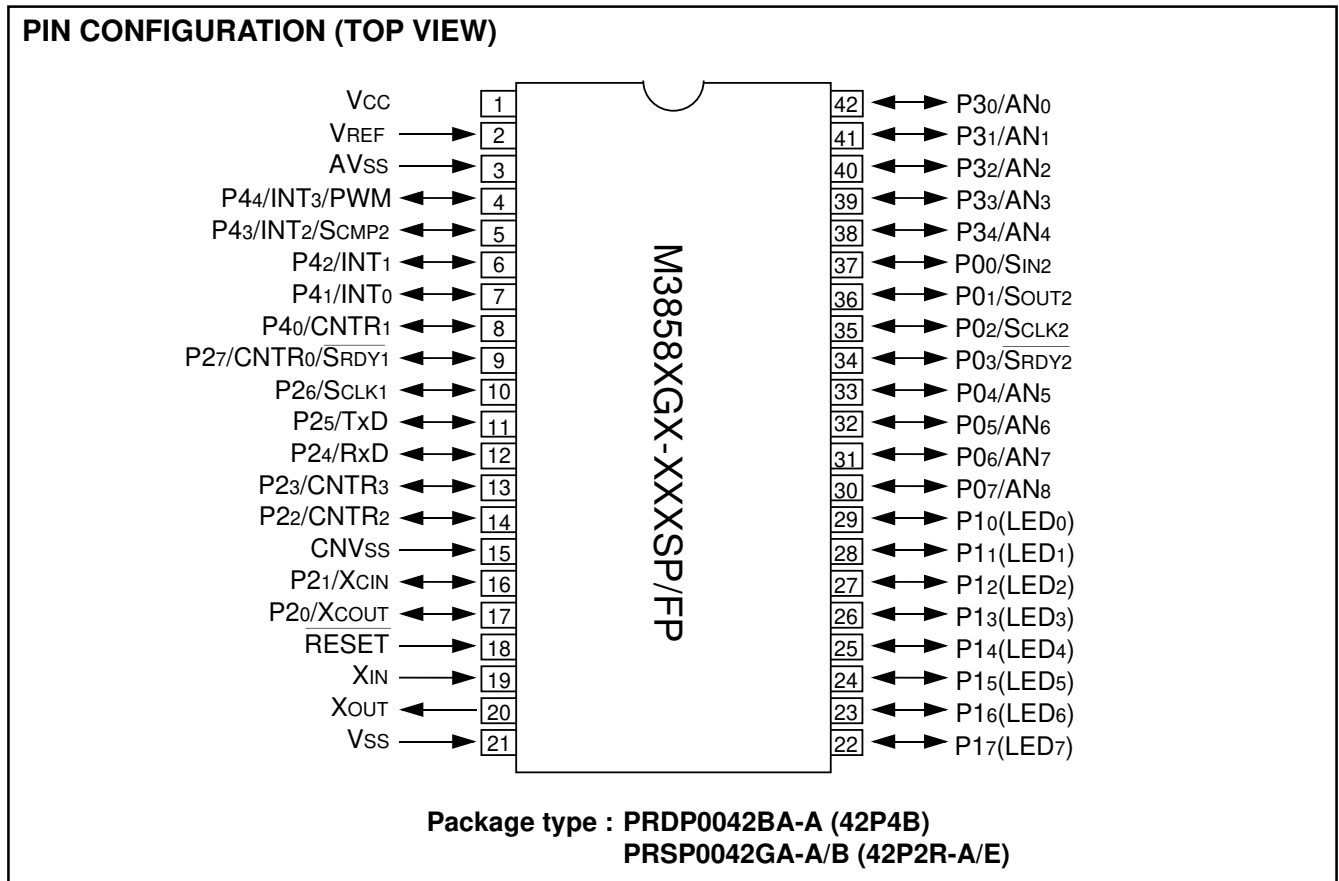 PIN CONFIGURATION (TOP VIEW)
VCC 1 42 P30/AN0
VREF 2 41 P31/AN1
AVSS 3 40 P32/AN2
P44/INT3/PWM 4 39 P33/AN3
P43/INT2/SCMP2 5 38 P34/AN4
P42/INT1 6 37 P00/SIN2
P41/INT0 7 36 P01/SOUT2
P40/CNTR1 8 35 P02/SCLK2
P27/CNTR0/SRDY1 9 34 P03/SRDY2
P26/SCLK1 10 33 P04/AN5
P25/TxD 11 32 P05/AN6
P24/RxD 12 31 P06/AN7
P23/CNTR3 13 30 P07/AN8
P22/CNTR2 14 29 P10(LED0)
CNVSS 15 28 P11(LED1)
P21/XCIN 16 27 P12(LED2)
P20/XCOUT 17 26 P13(LED3)
RESET 18 25 P14(LED4)
XIN 19 24 P15(LED5)
XOUT 20 23 P16(LED6)
VSS 21 22 P17(LED7)
M3858XGX-XXXSP/FP
Package type : PRDP0042BA-A (42P4B)
PRSP0042GA-A/B (42P2R-A/E)